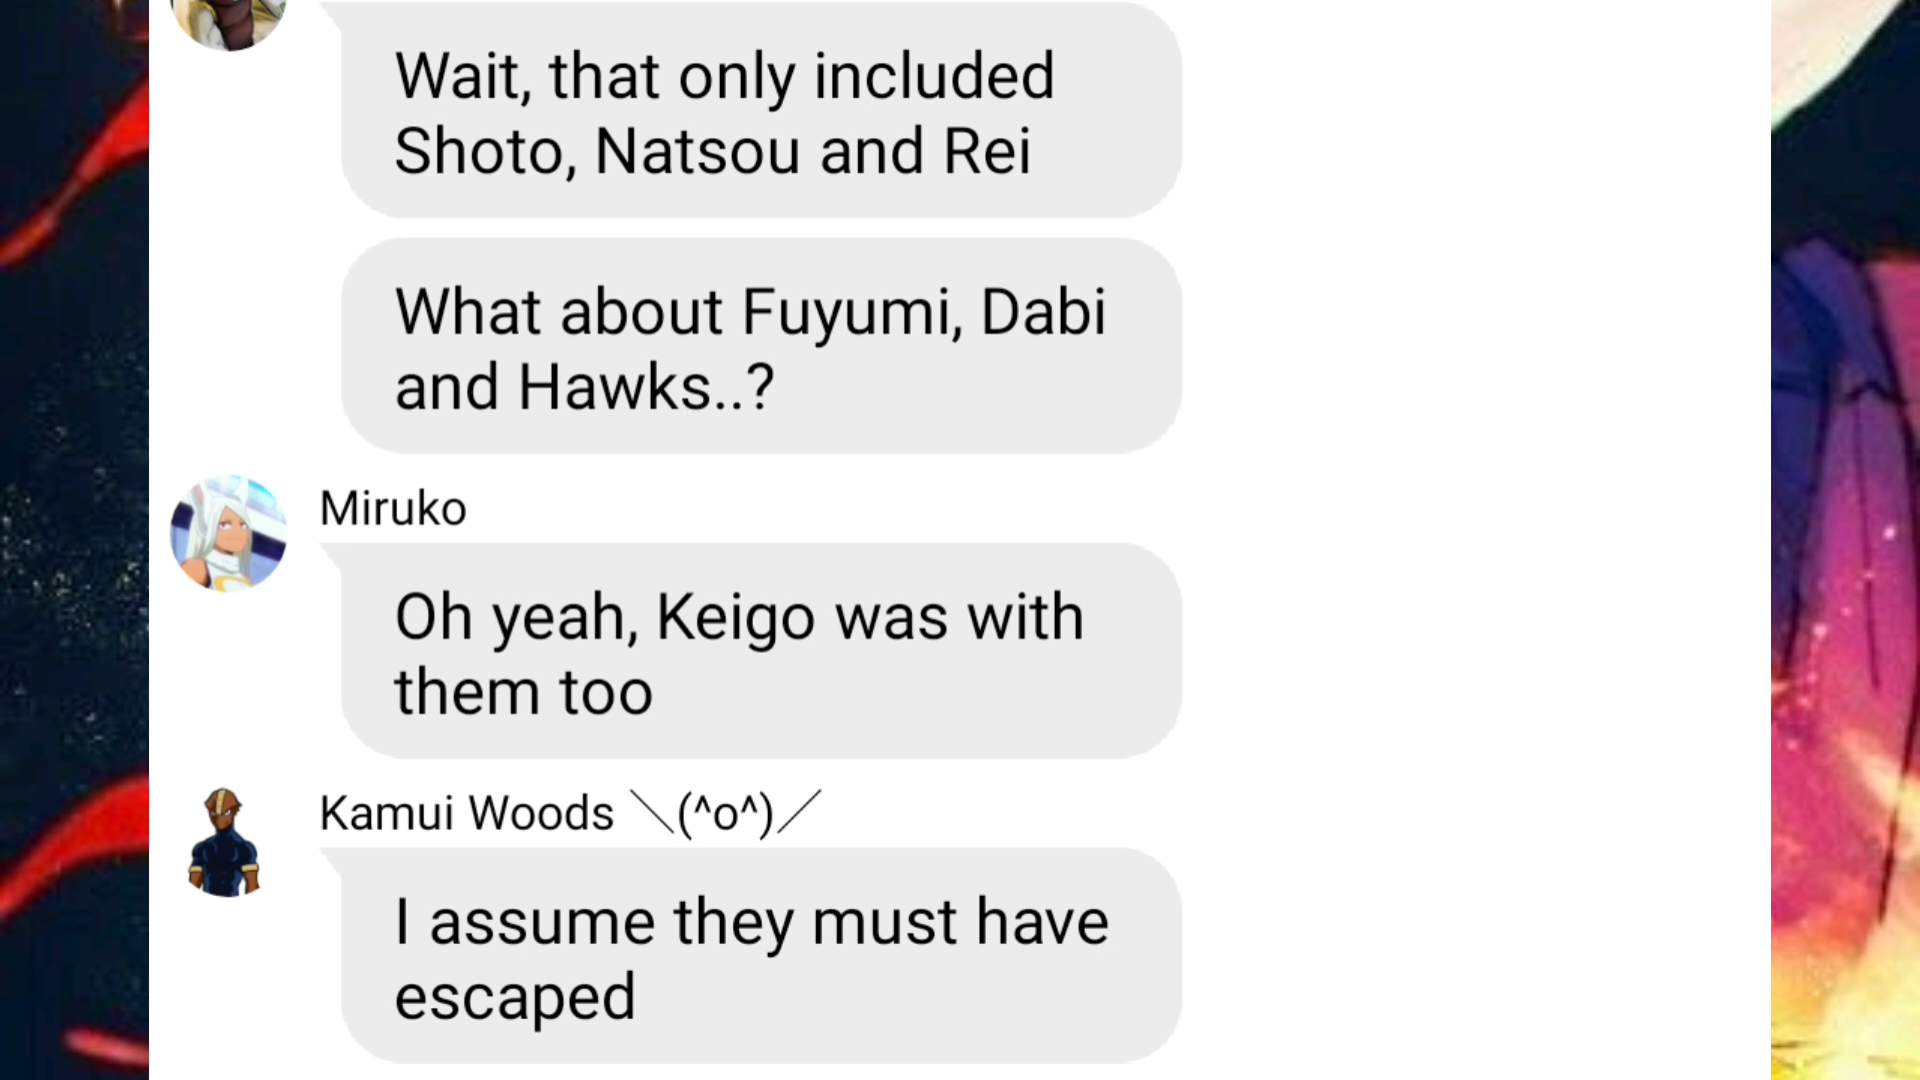 Wait, that only included
Shoto, Natsou and Rei
What about Fuyumi, Dabi
and Hawks..?
Miruko
Oh yeah, Keigo was with
them too
Kamui Woods ＼(^o^)／
I assume they must have
escaped